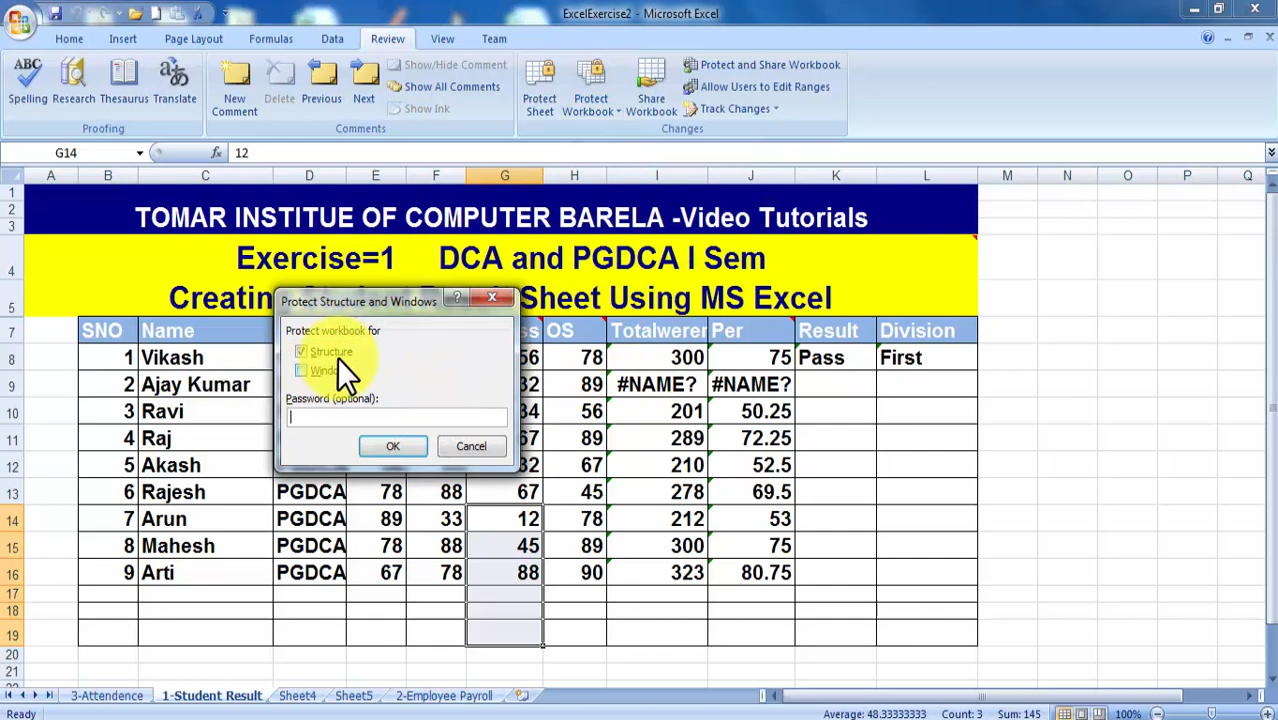 ExcelExercise2 - Microsoft Excel
Home Insert Page Layout Formulas Data Review View Team
ABC Spelling Research Thesaurus Translate New Comment Delete Previous Next Show/Hide Comment Show All Comments Show Ink Protect Sheet Protect Workbook Share Workbook Protect and Share Workbook Allow Users to Edit Ranges Track Changes
Proofing Comments Changes
G14 fx 12
A B C D E F G H I J K L M N O P Q
1
2 TOMAR INSTITUE OF COMPUTER BARELA -Video Tutorials
3
4 Exercise=1 DCA and PGDCA I Sem
5 Creatin Sheet Using MS Excel
Protect Structure and Windows
Protect workbook for
Structure
Windo
Password (optional):
OK Cancel
7 SNO Name ss OS Totalwerer Per Result Division
8 1 Vikash 56 78 300 75 Pass First
9 2 Ajay Kumar 32 89 #NAME? #NAME?
10 3 Ravi 34 56 201 50.25
11 4 Raj 67 89 289 72.25
12 5 Akash 32 67 210 52.5
13 6 Rajesh PGDCA 78 88 67 45 278 69.5
14 7 Arun PGDCA 89 33 12 78 212 53
15 8 Mahesh PGDCA 78 88 45 89 300 75
16 9 Arti PGDCA 67 78 88 90 323 80.75
17
18
19
20
21
22
3-Attendence 1-Student Result Sheet4 Sheet5 2-Employee Payroll
Ready Average: 48.33333333 Count: 3 Sum: 145 100%